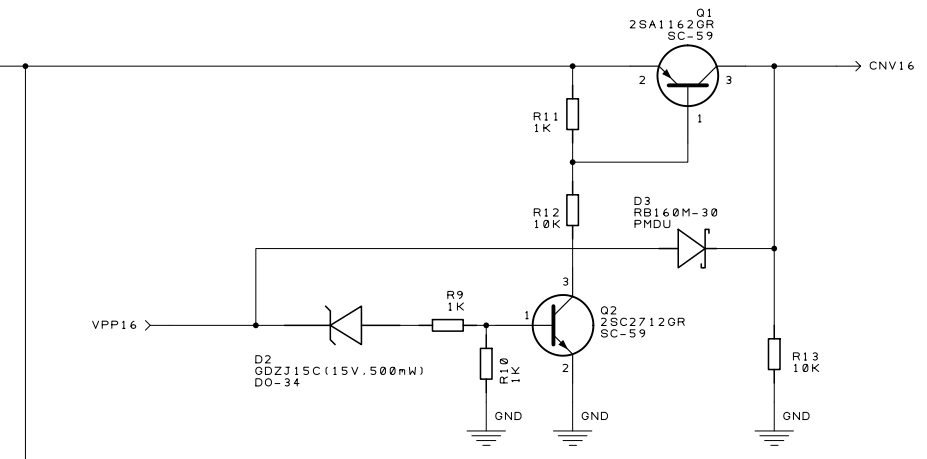 Q1
2SA1162GR
SC-59
CNV16
2
3
1
R11
1K
R12
10K
D3
RB160M-30
PMDU
3
R9
1K
Q2
2SC2712GR
SC-59
1
VPP16
2
D2
GDZJ15C(15V,500mW)
DO-34
R10
1K
R13
10K
GND
GND
GND